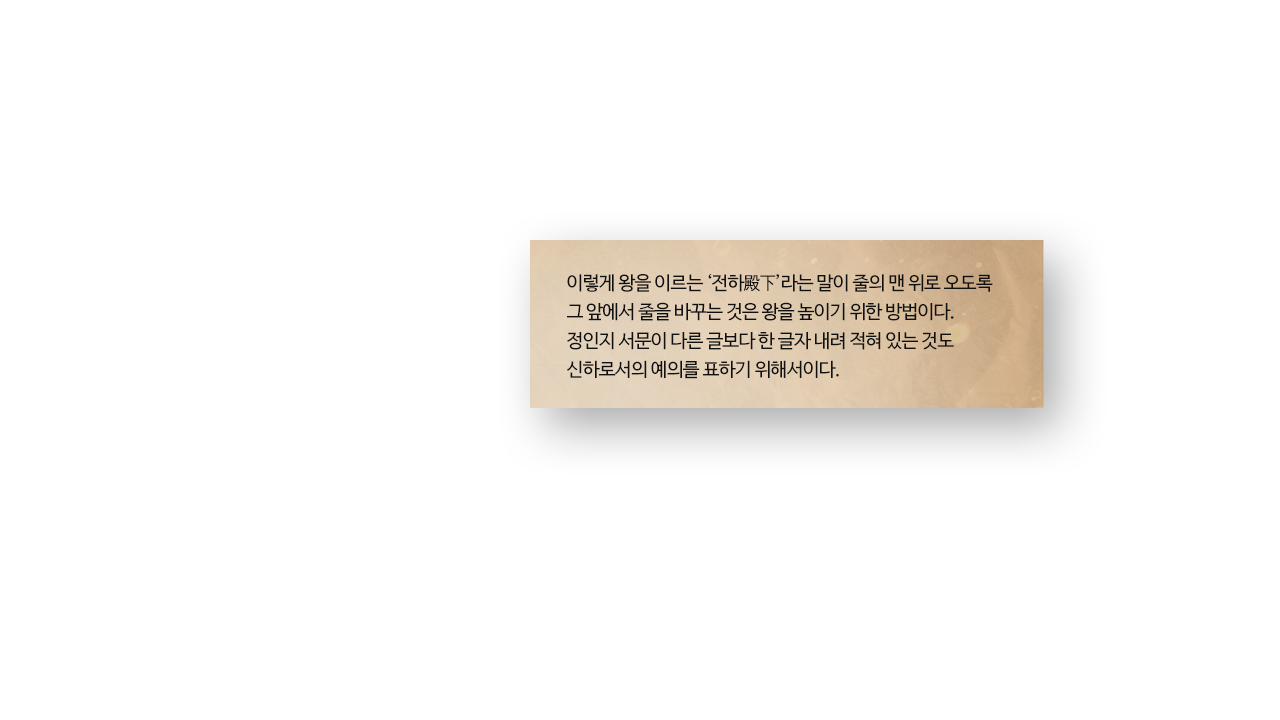 이렇게 왕을 이르는 ‘전하殿下’라는 말이 줄의 맨 위로 오도록
그 앞에서 줄을 바꾸는 것은 왕을 높이기 위한 방법이다.
정인지 서문이 다른 글보다 한 글자 내려 적혀 있는 것도
신하로서의 예의를 표하기 위해서이다.